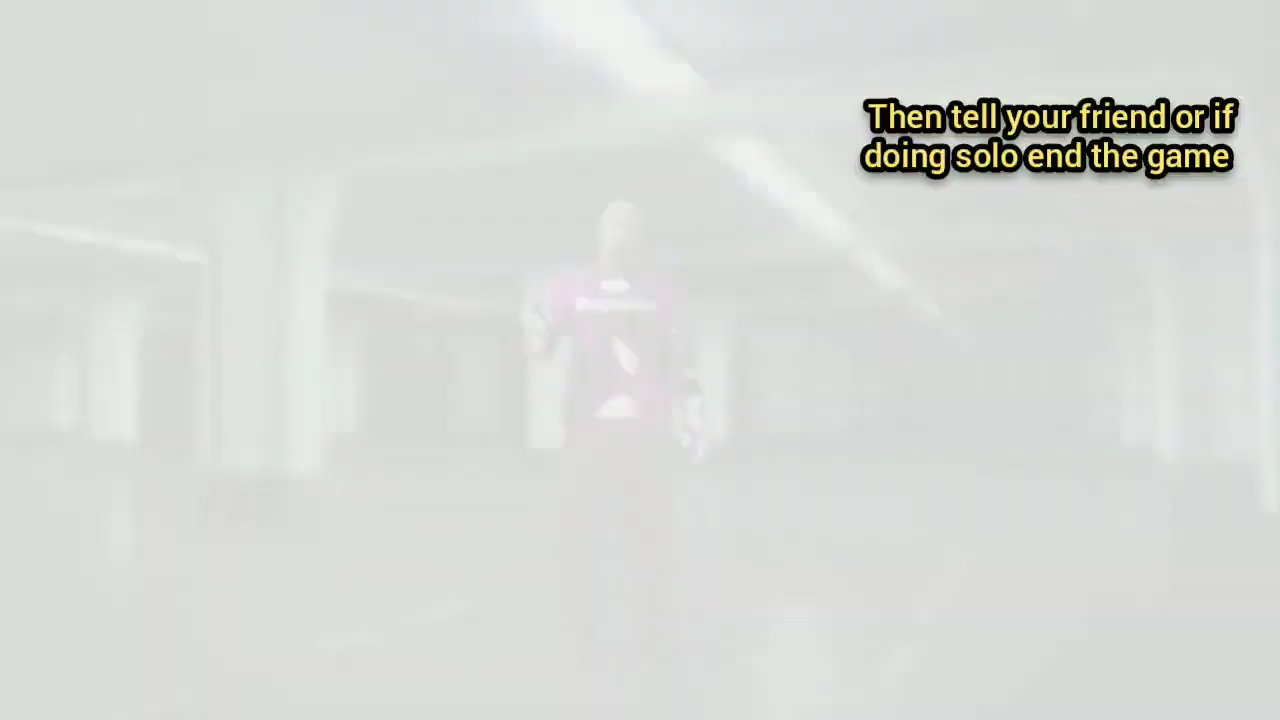 Then tell your friend or if
doing solo end the game